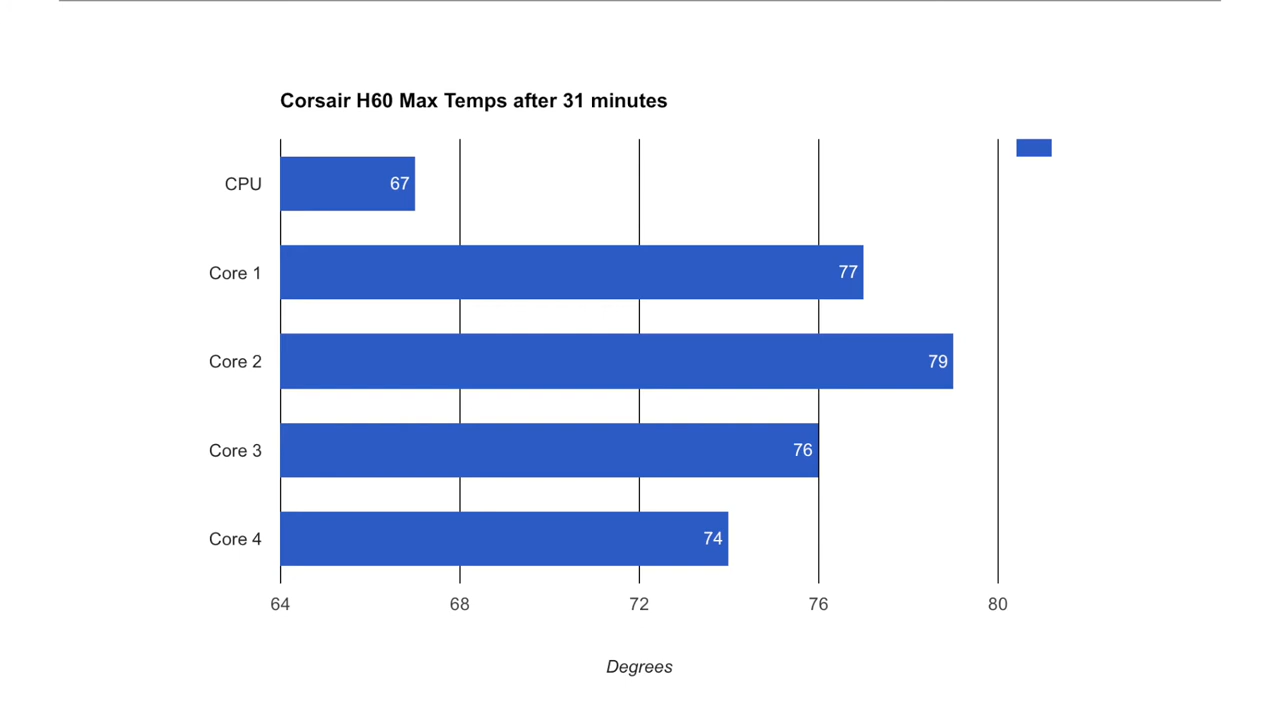 Corsair H60 Max Temps after 31 minutes
CPU 67
Core 1 77
Core 2 79
Core 3 76
Core 4 74
64 68 72 76 80
Degrees